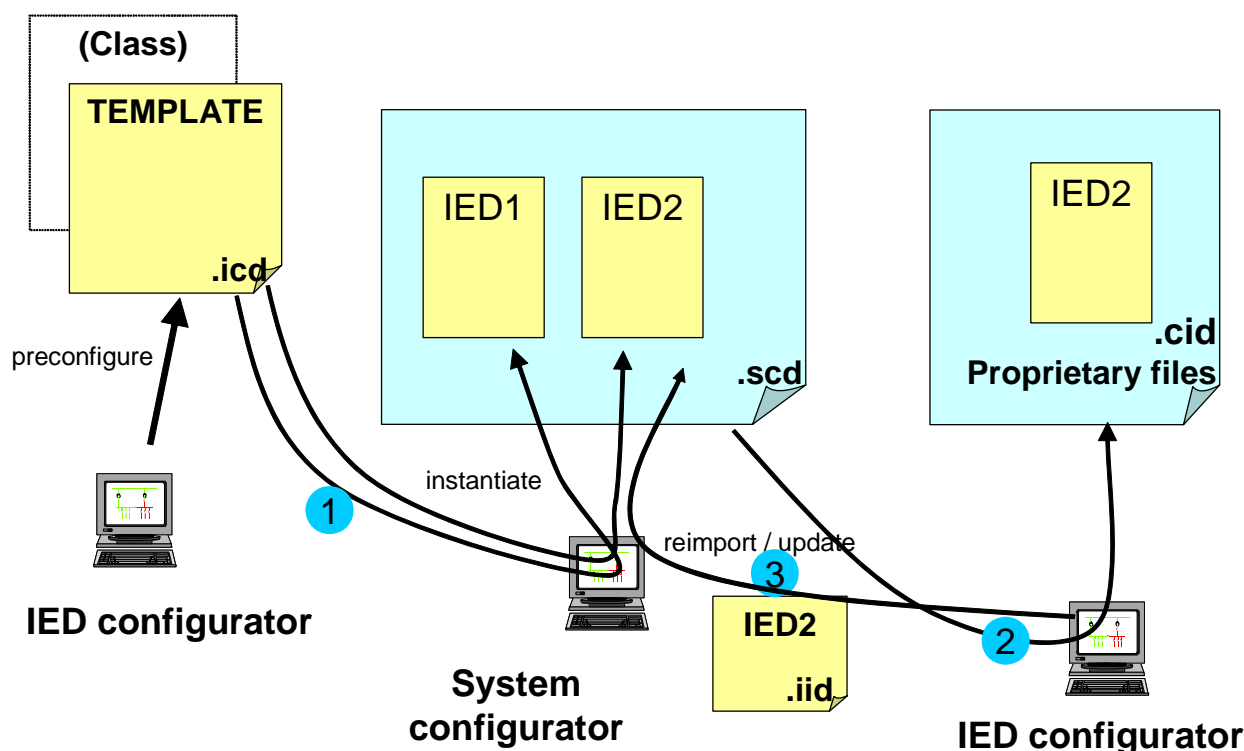 (Class)
TEMPLATE
.icd
preconfigure
IED configurator
1
IED1
IED2
.scd
instantiate
reimport / update
3
IED2
.iid
System
configurator
2
IED2
.cid
Proprietary files
IED configurator